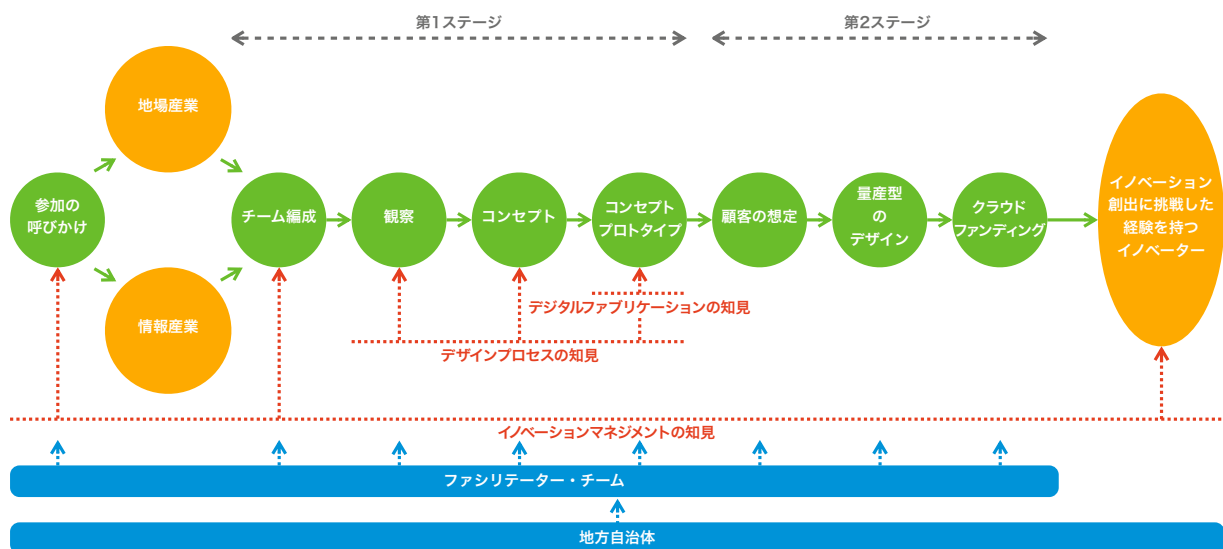 第1ステージ
第2ステージ
地場産業
参加の
呼びかけ
チーム編成
観察
コンセプト
コンセプト
プロトタイプ
顧客の想定
量産型
の
デザイン
クラウド
ファンディング
イノベーション
創出に挑戦した
経験を持つ
イノベーター
情報産業
デジタルファブリケーションの知見
デザインプロセスの知見
イノベーションマネジメントの知見
ファシリテーター・チーム
地方自治体